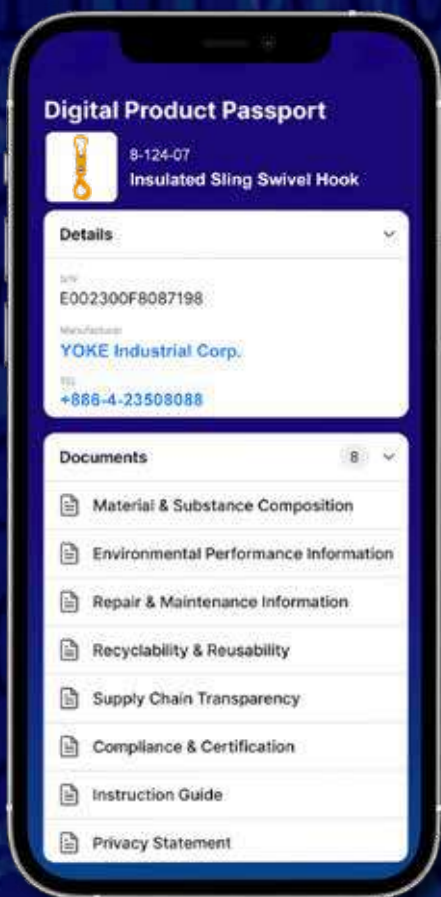 Digital Product Passport
8-124-07
Insulated Sling Swivel Hook
Details
S/N
E002300F8087198
Manufacturer
YOKE Industrial Corp.
TEL
+886-4-23508088
Documents 8
Material & Substance Composition
Environmental Performance Information
Repair & Maintenance Information
Recyclability & Reusability
Supply Chain Transparency
Compliance & Certification
Instruction Guide
Privacy Statement